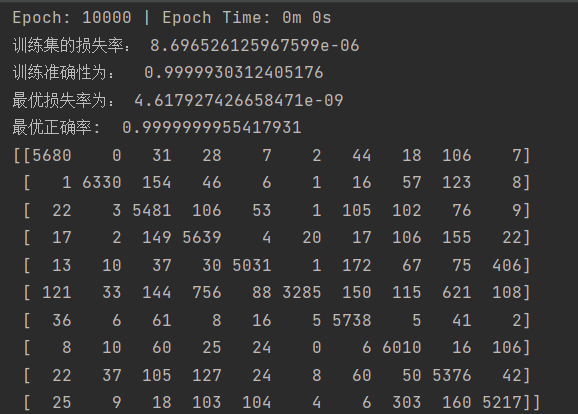 Epoch: 10000 | Epoch Time: 0m 0s
训练集的损失率： 8.696526125967599e-06
训练准确性为：  0.9999930312405176
最优损失率为： 4.617927426658471e-09
最优正确率:  0.9999999955417931
[[5680    0   31   28    7    2   44   18  106    7]
 [   1 6330  154   46    6    1   16   57  123    8]
 [  22    3 5481  106   53    1  105  102   76    9]
 [  17    2  149 5639    4   20   17  106  155   22]
 [  13   10   37   30 5031    1  172   67   75  406]
 [ 121   33  144  756   88 3285  150  115  621  108]
 [  36    6   61    8   16    5 5738    5   41    2]
 [   8   10   60   25   24    0    6 6010   16  106]
 [  22   37  105  127   24    8   60   50 5376   42]
 [  25    9   18  103  104    4    6  303  160 5217]]